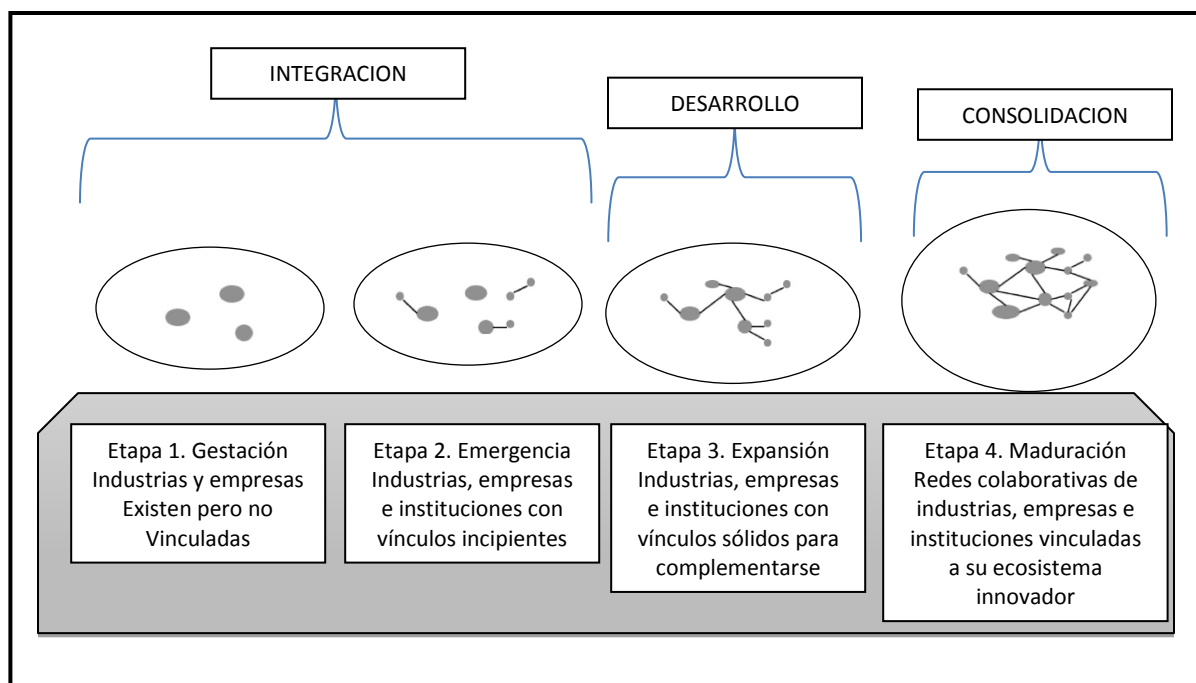 INTEGRACION
DESARROLLO
CONSOLIDACION
Etapa 1. Gestación
Industrias y empresas
Existen pero no
Vinculadas
Etapa 2. Emergencia
Industrias, empresas
e instituciones con
vínculos incipientes
Etapa 3. Expansión
Industrias, empresas
e instituciones con
vínculos sólidos para
complementarse
Etapa 4. Maduración
Redes colaborativas de
industrias, empresas e
instituciones vinculadas
a su ecosistema
innovador